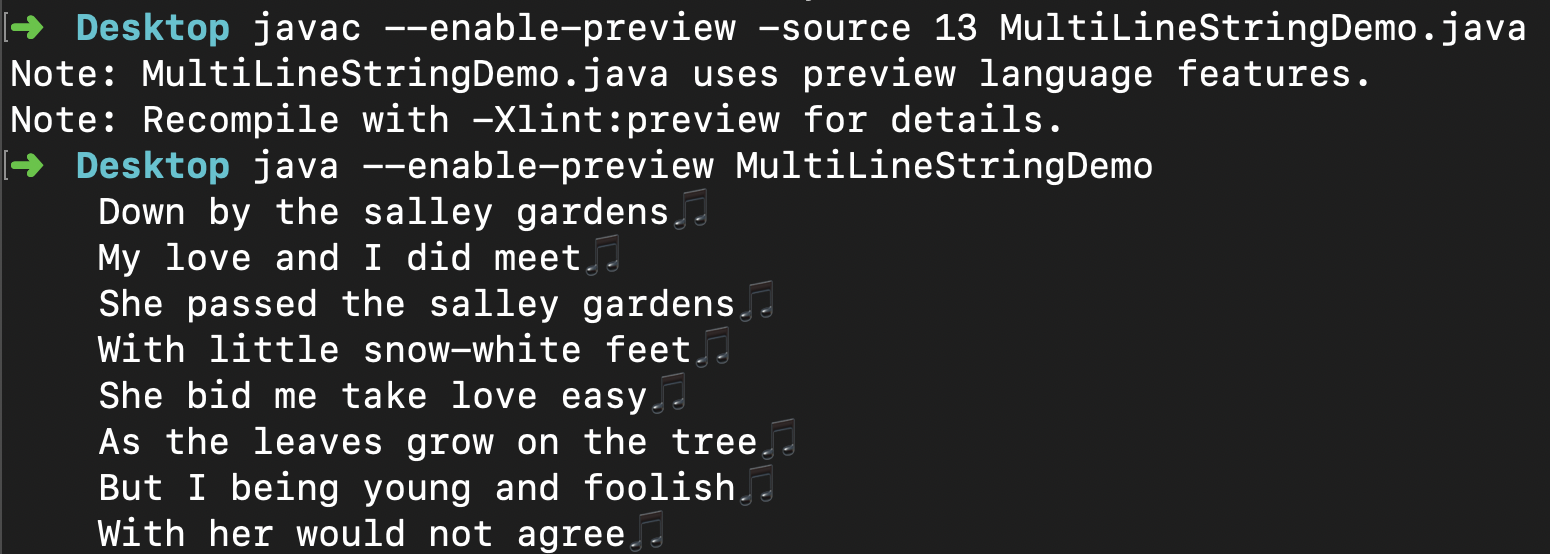 ➜ Desktop javac --enable-preview -source 13 MultiLineStringDemo.java
Note: MultiLineStringDemo.java uses preview language features.
Note: Recompile with -Xlint:preview for details.
➜ Desktop java --enable-preview MultiLineStringDemo
Down by the salley gardens🎵
My love and I did meet🎵
She passed the salley gardens🎵
With little snow-white feet🎵
She bid me take love easy🎵
As the leaves grow on the tree🎵
But I being young and foolish🎵
With her would not agree🎵